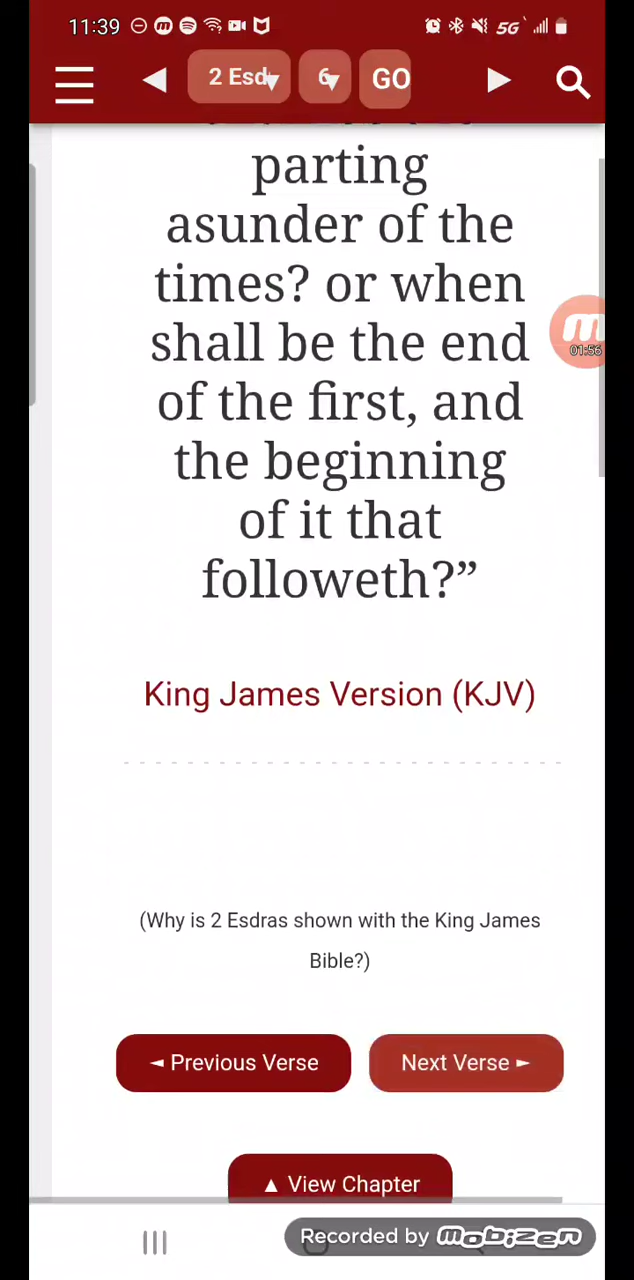 11:39
5G
2 Esd
6
GO
parting
asunder of the
times? or when
shall be the end
of the first, and
the beginning
of it that
followeth?”
01:56
King James Version (KJV)
(Why is 2 Esdras shown with the King James
Bible?)
◄ Previous Verse
Next Verse ►
▲ View Chapter
Recorded by mobizen